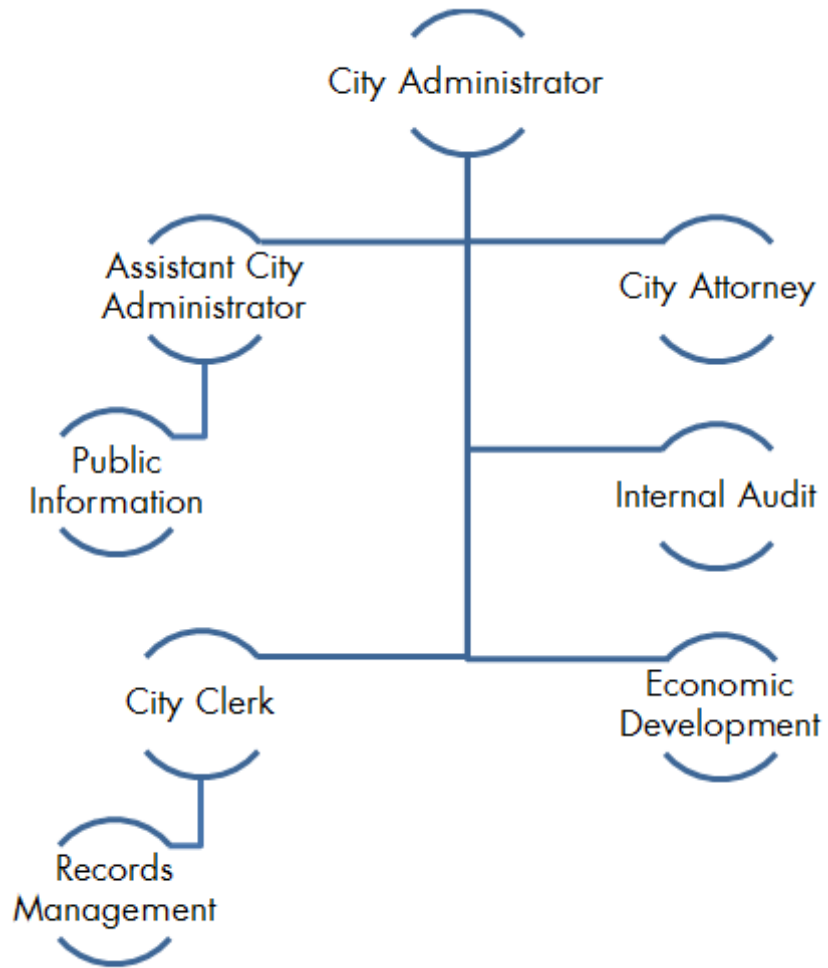 City Administrator
Assistant City
Administrator
City Attorney
Public
Information
Internal Audit
City Clerk
Economic
Development
Records
Management